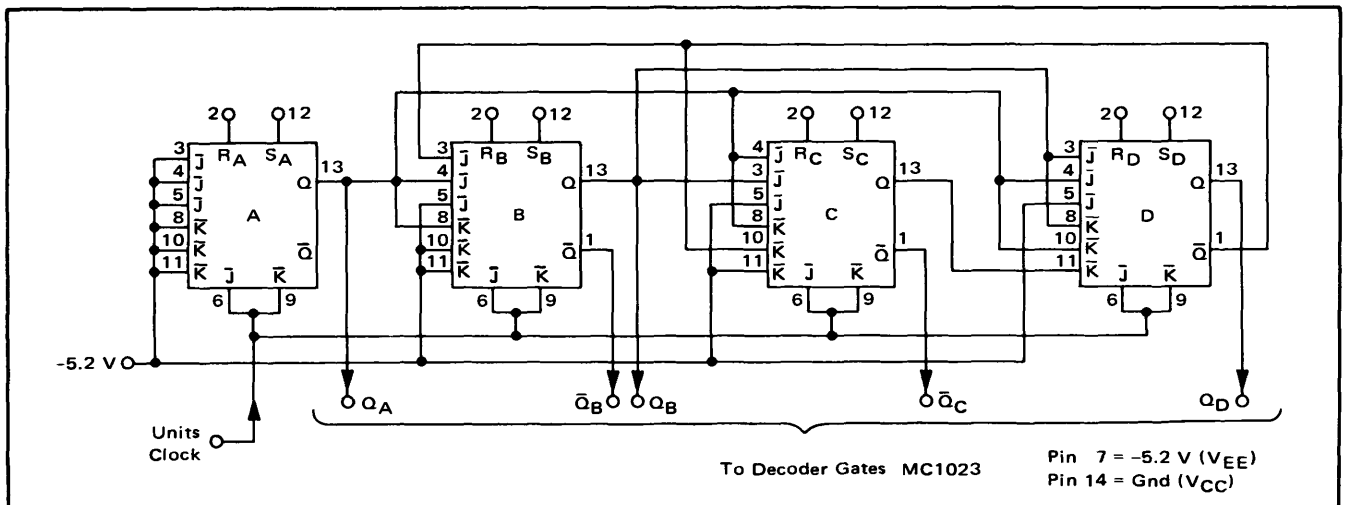 2 12 2 12 2 12 2 12
3 J̅ R_A S_A
4 J̅ Q 13
5 J̅ A
8 K̅
10 K̅
11 K̅ J̅ K̅
6 9
3 J̅ R_B S_B
4 J̅ Q 13
5 J̅ B
8 K̅
10 K̅ Q̅ 1
11 K̅ J̅ K̅
6 9
4 J̅ R_C S_C
3 J̅ Q 13
5 J̅ C
8 K̅
10 K̅ Q̅ 1
11 K̅ J̅ K̅
6 9
3 J̅ R_D S_D
4 J̅ Q 13
5 J̅ D
8 K̅
10 K̅ Q̅ 1
11 K̅ J̅ K̅
6 9
-5.2 V
Q_A Q̅_B Q_B Q̅_C Q_D
Units
Clock
To Decoder Gates MC1023
Pin 7 = -5.2 V (V_EE)
Pin 14 = Gnd (V_CC)